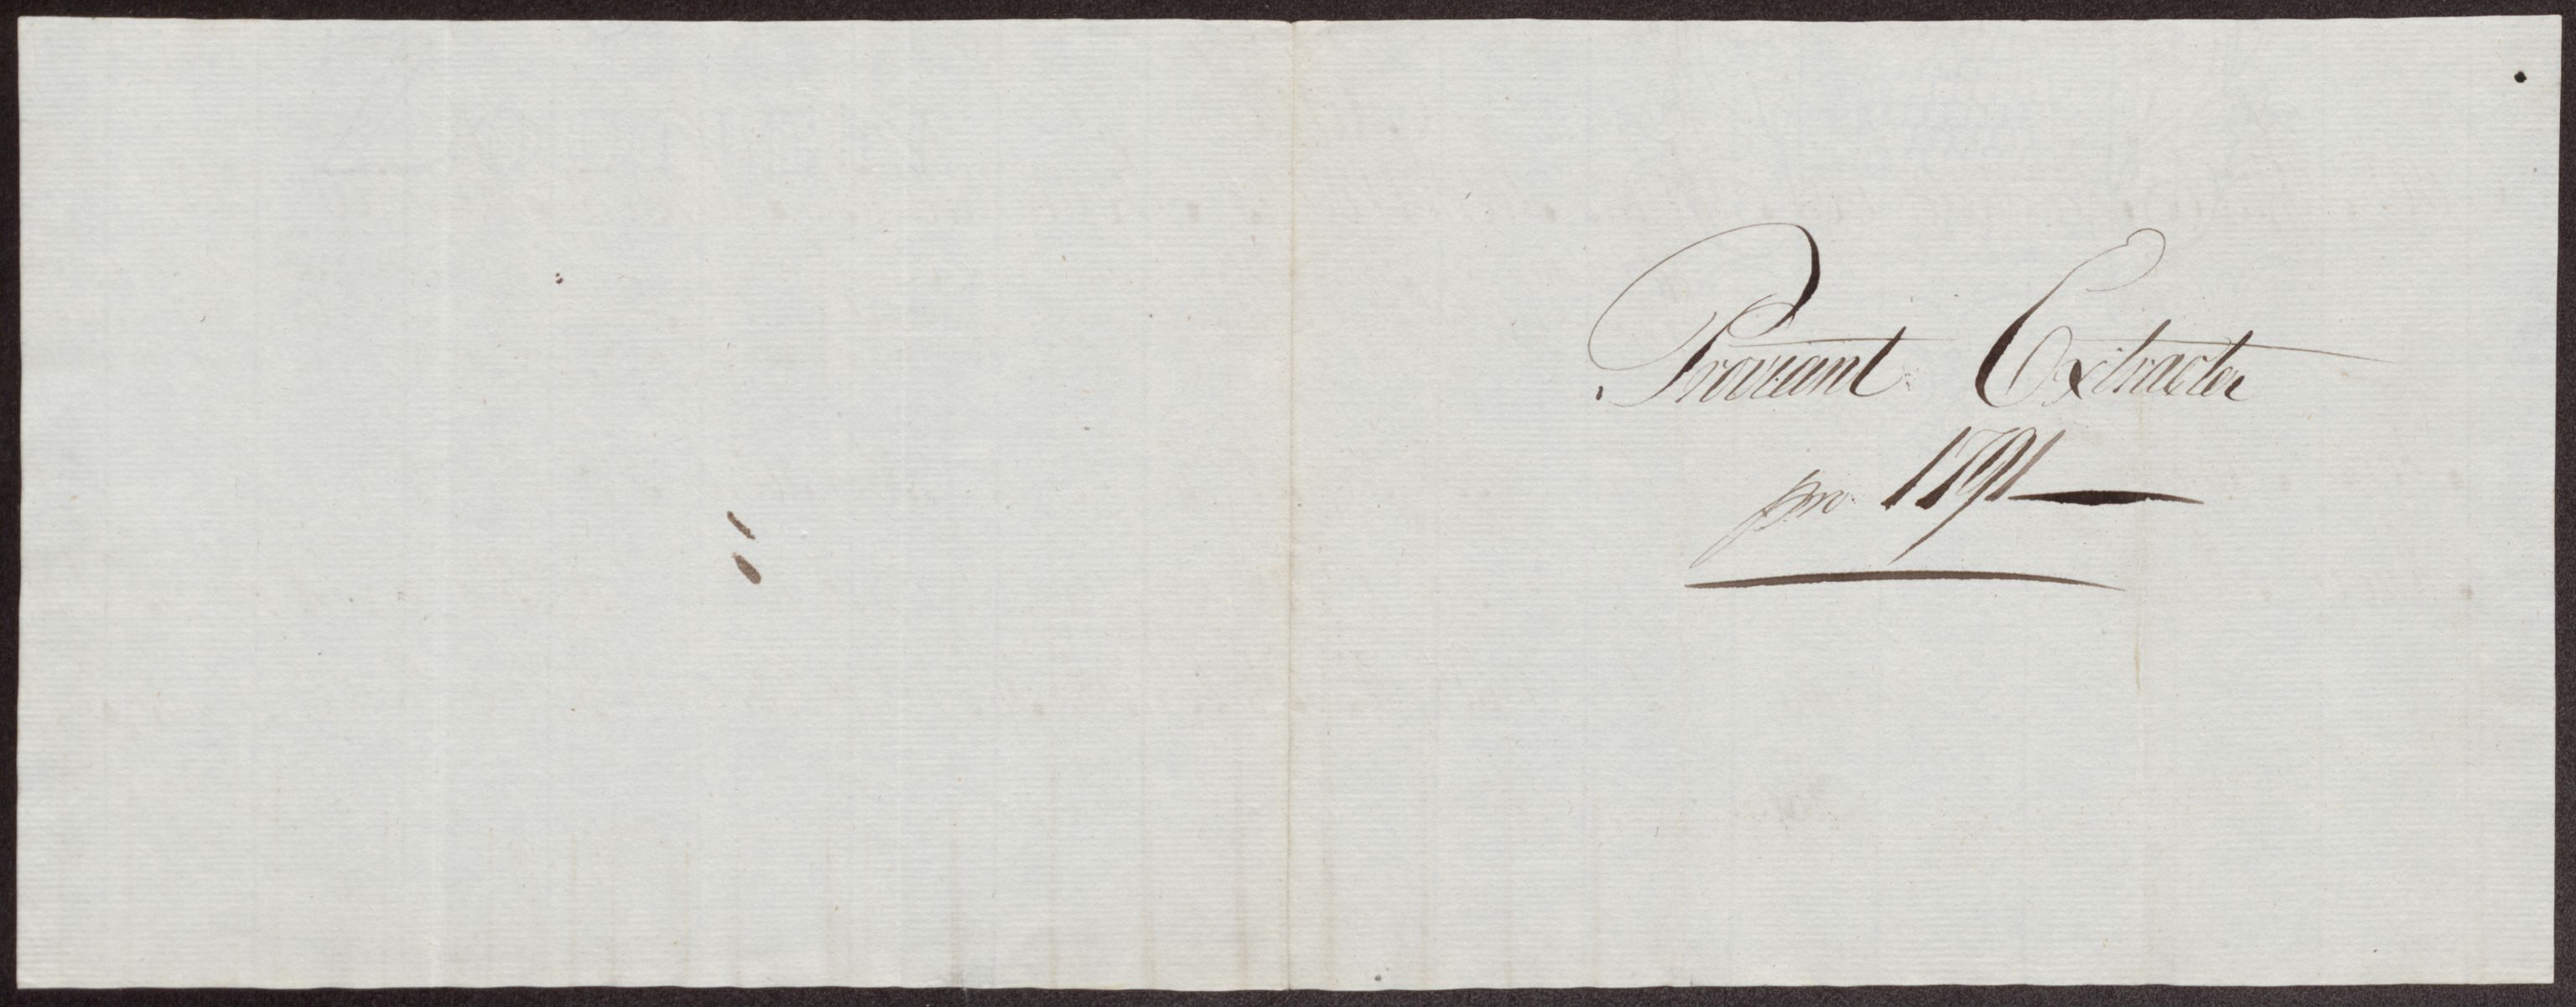 Proviant Extracter
pro 1791